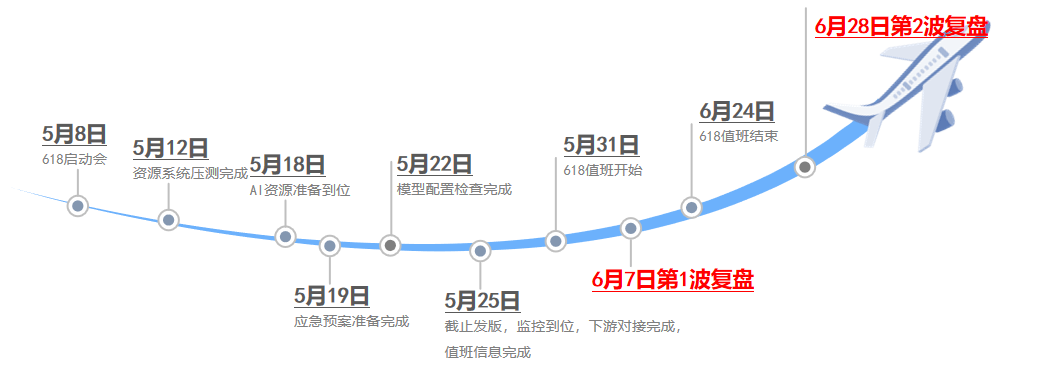 5月8日
618启动会
5月12日
资源系统压测完成
5月18日
AI资源准备到位
5月19日
应急预案准备完成
5月22日
模型配置检查完成
5月25日
截止发版，监控到位，下游对接完成，
值班信息完成
5月31日
618值班开始
6月7日第1波复盘
6月24日
618值班结束
6月28日第2波复盘